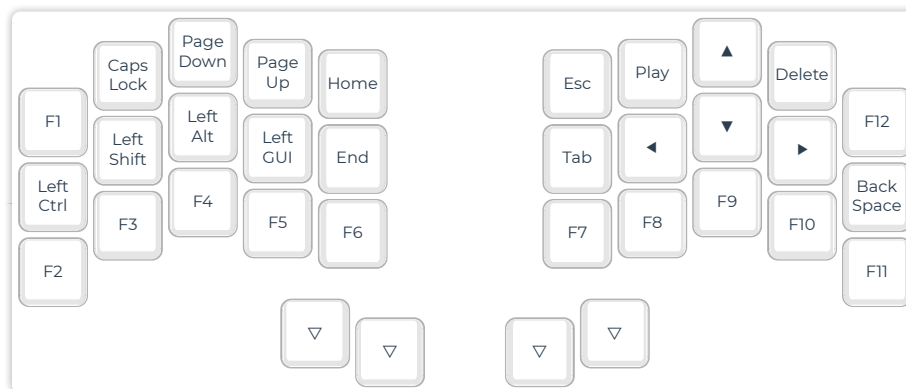 F1
Caps
Lock
Page
Down
Page
Up
Home
Left
Ctrl
Left
Shift
Left
Alt
Left
GUI
End
F2
F3
F4
F5
F6
Esc
Play
▲
Delete
F12
Tab
◀
▼
▶
Back
Space
F7
F8
F9
F10
F11
▽
▽
▽
▽